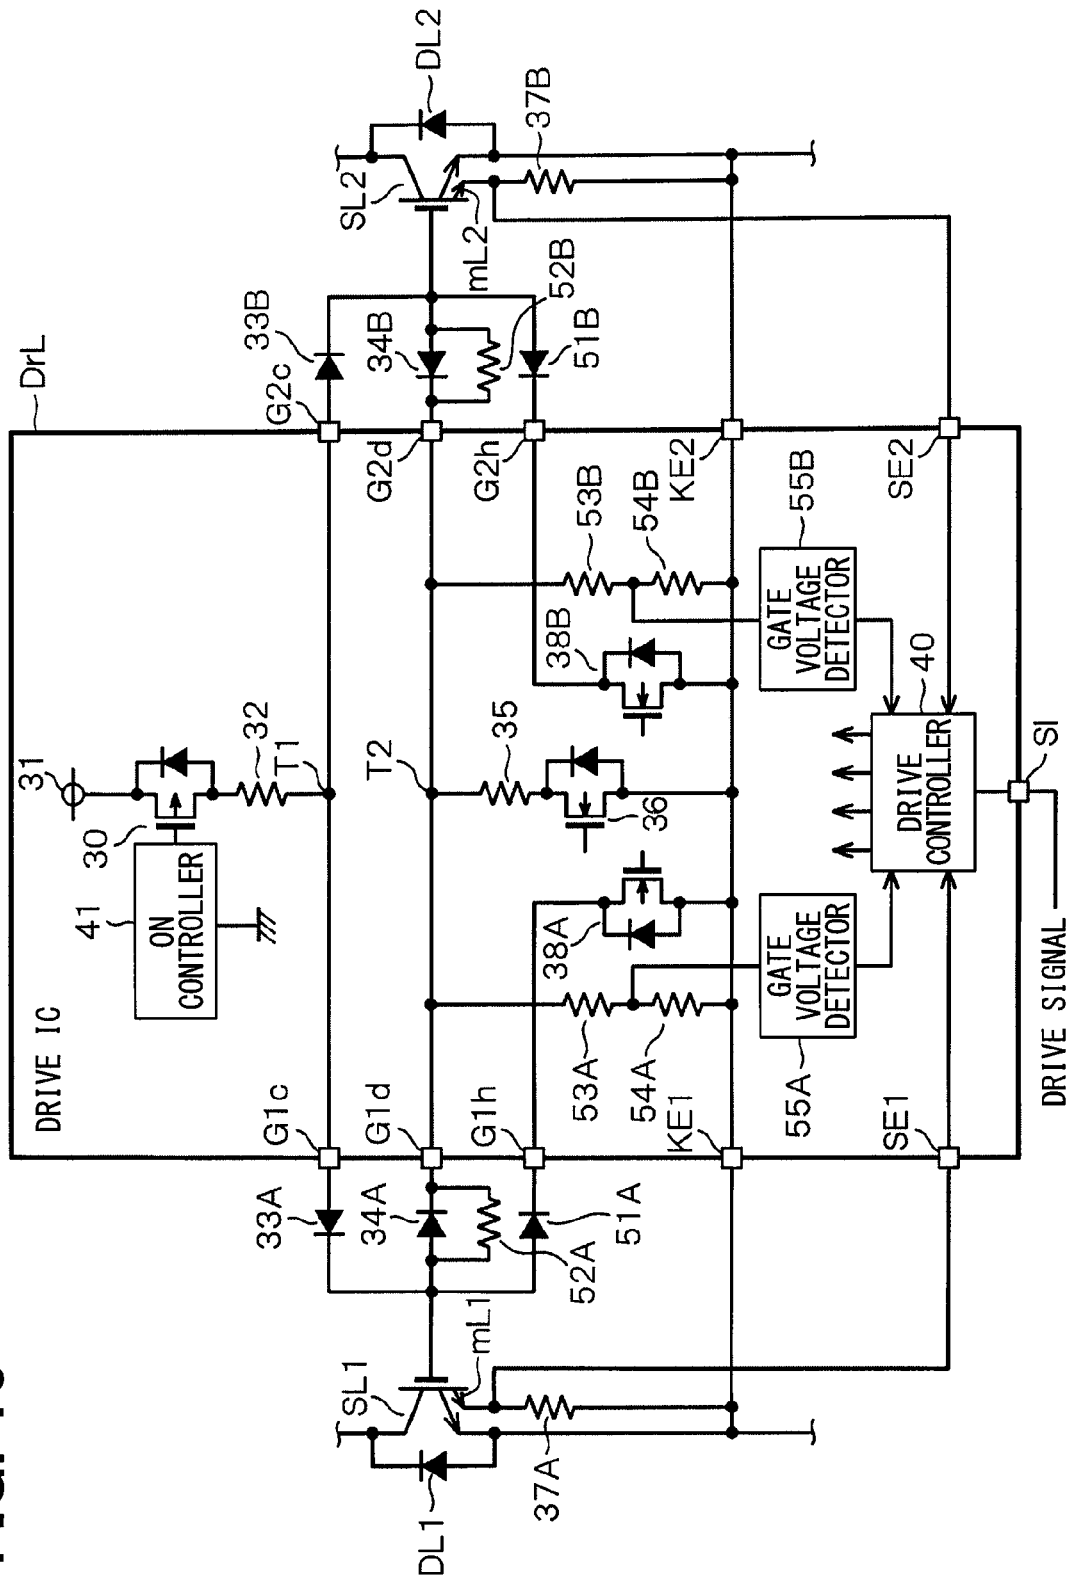 DRIVE IC
DrL
31
41
ON
CONTROLLER
30
32
T1
G1c
G2c
33A
33B
SL1
DL1
SL2
DL2
34A
G1d
T2
G2d
34B
mL1
mL2
G1h
G2h
35
52A
52B
37A
37B
51A
51B
53A
38A
38B
53B
54A
36
54B
KE1
KE2
55A
GATE
VOLTAGE
DETECTOR
GATE
VOLTAGE
DETECTOR
55B
SE1
DRIVE
CONTROLLER
40
SE2
DRIVE SIGNAL
SI